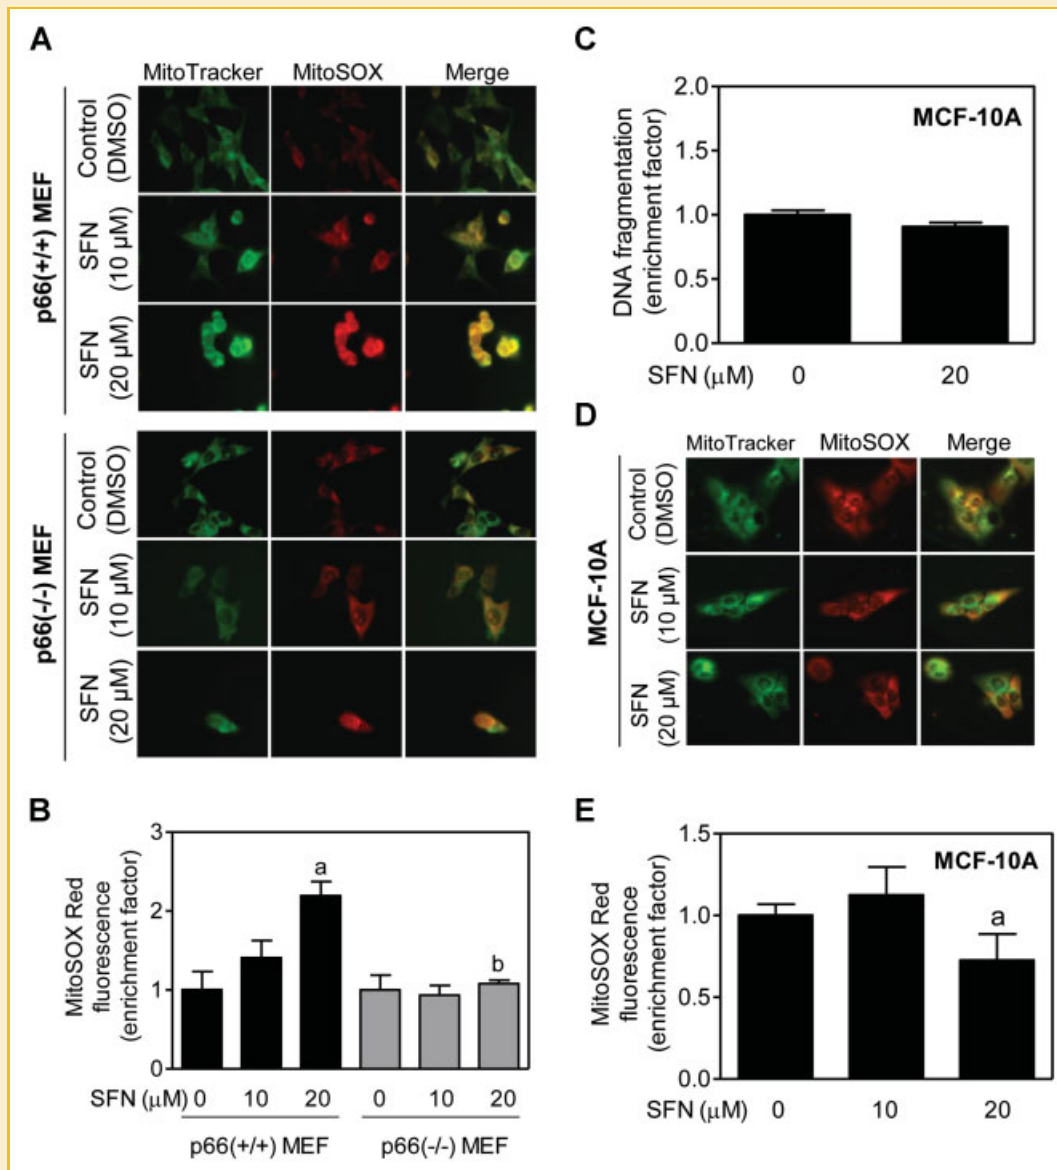 A
MitoTracker MitoSOX Merge
p66(+/+) MEF
Control
(DMSO)
SFN
(10 µM)
SFN
(20 µM)
p66(-/-) MEF
Control
(DMSO)
SFN
(10 µM)
SFN
(20 µM)
B
MitoSOX Red
fluorescence
(enrichment factor)
3
2
1
0
a
b
SFN (µM) 0 10 20 0 10 20
p66(+/+) MEF p66(-/-) MEF
C
DNA fragmentation
(enrichment factor)
2.0
1.5
1.0
0.5
0.0
MCF-10A
SFN (µM) 0 20
D
MitoTracker MitoSOX Merge
MCF-10A
Control
(DMSO)
SFN
(10 µM)
SFN
(20 µM)
E
MitoSOX Red
fluorescence
(enrichment factor)
1.5
1.0
0.5
0.0
MCF-10A
a
SFN (µM) 0 10 20